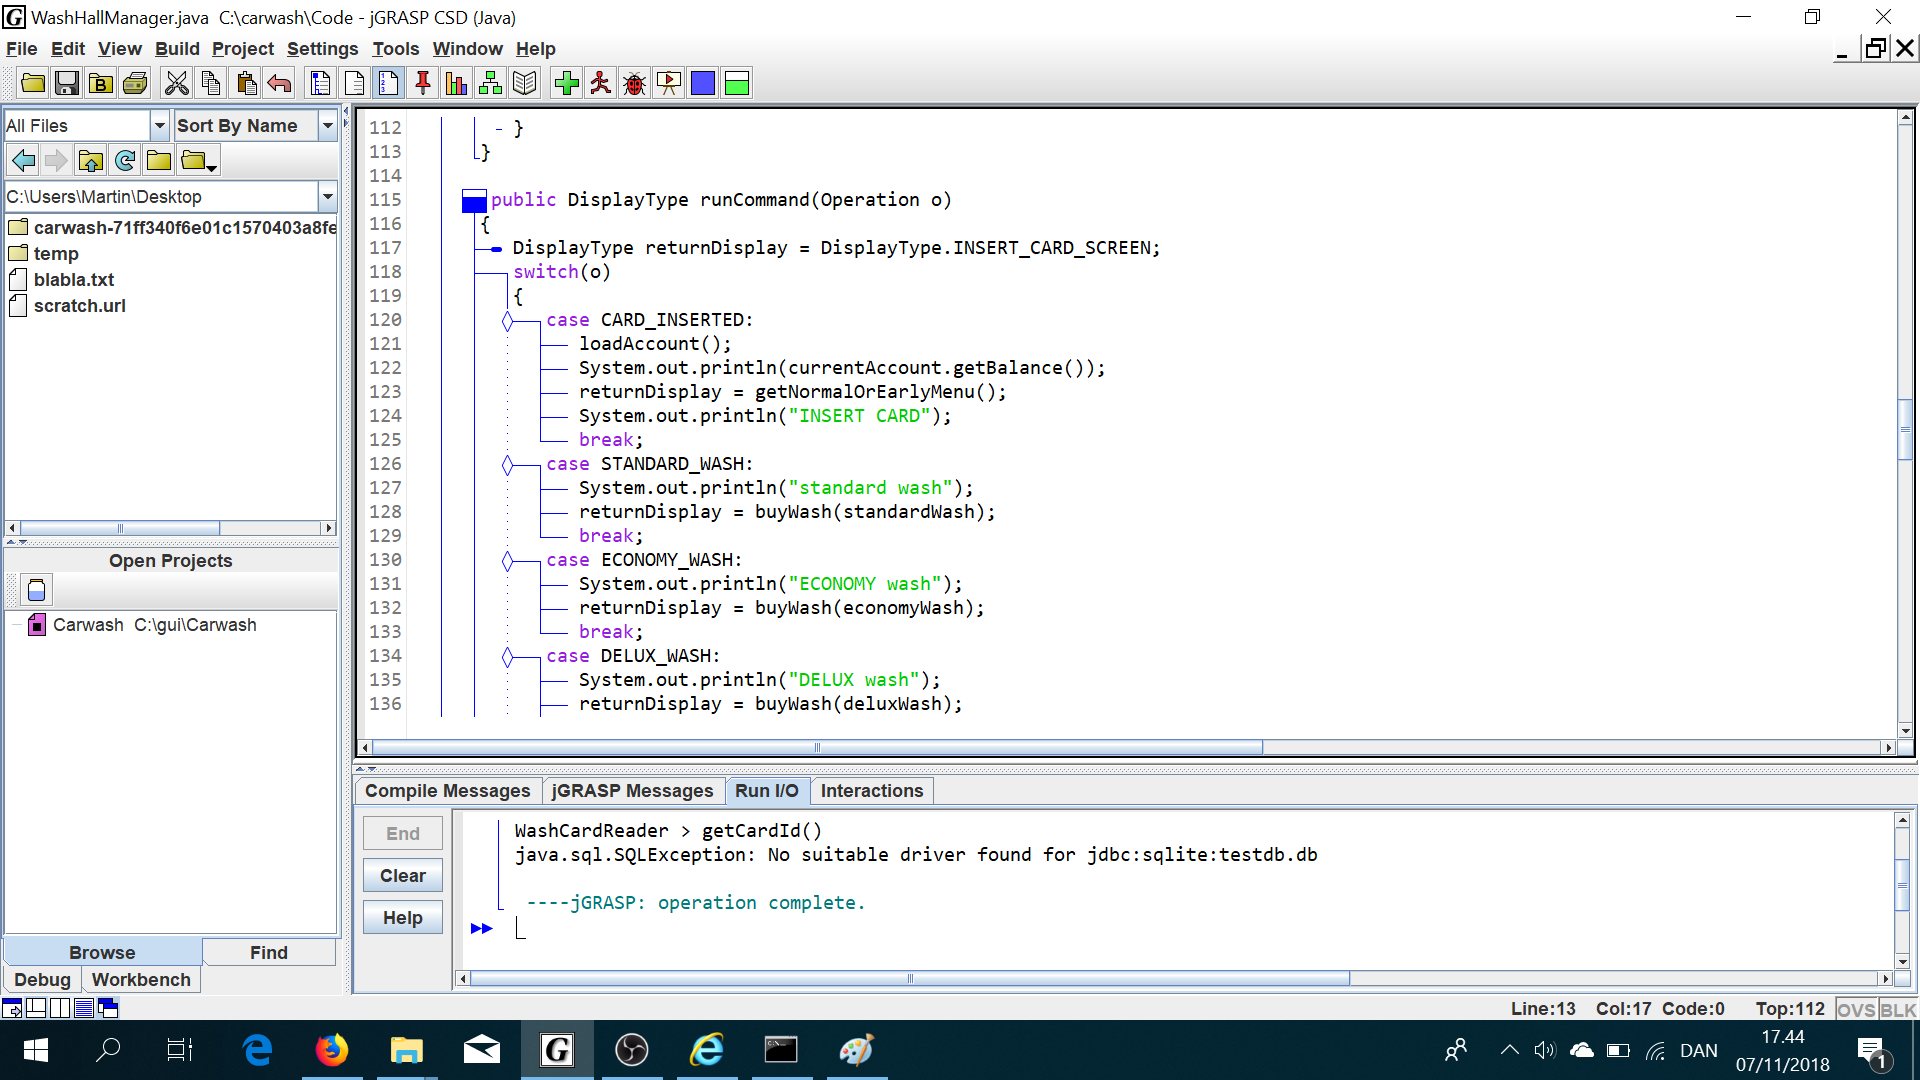 WashHallManager.java  C:\carwash\Code - jGRASP CSD (Java)
File Edit View Build Project Settings Tools Window Help
All Files
Sort By Name
C:\Users\Martin\Desktop
carwash-71ff340f6e01c1570403a8fe
temp
blabla.txt
scratch.url
Open Projects
Carwash  C:\gui\Carwash
Browse
Find
Debug
Workbench
112 }
113 }
114
115 public DisplayType runCommand(Operation o)
116 {
117 DisplayType returnDisplay = DisplayType.INSERT_CARD_SCREEN;
118 switch(o)
119 {
120 case CARD_INSERTED:
121 loadAccount();
122 System.out.println(currentAccount.getBalance());
123 returnDisplay = getNormalOrEarlyMenu();
124 System.out.println("INSERT CARD");
125 break;
126 case STANDARD_WASH:
127 System.out.println("standard wash");
128 returnDisplay = buyWash(standardWash);
129 break;
130 case ECONOMY_WASH:
131 System.out.println("ECONOMY wash");
132 returnDisplay = buyWash(economyWash);
133 break;
134 case DELUX_WASH:
135 System.out.println("DELUX wash");
136 returnDisplay = buyWash(deluxWash);
Compile Messages
jGRASP Messages
Run I/O
Interactions
End
Clear
Help
WashCardReader > getCardId()
java.sql.SQLException: No suitable driver found for jdbc:sqlite:testdb.db
----jGRASP: operation complete.
Line:13 Col:17 Code:0 Top:112 OVS BLK
DAN
17.44
07/11/2018
1